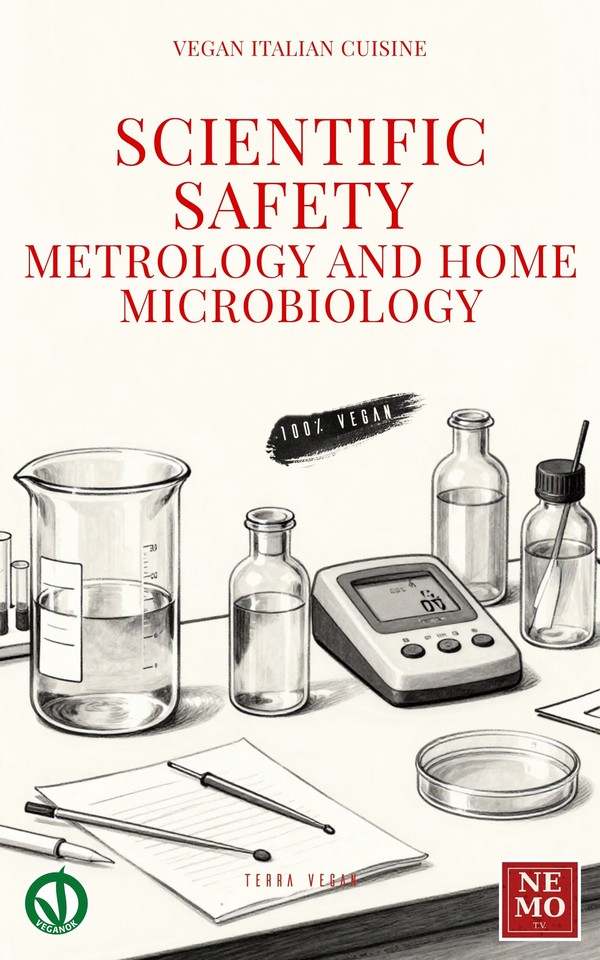 VEGAN ITALIAN CUISINE
SCIENTIFIC
SAFETY
METROLOGY AND HOME
MICROBIOLOGY
100% VEGAN
TERRA VEGAN
VEGANOK
NE
MO
T.V.